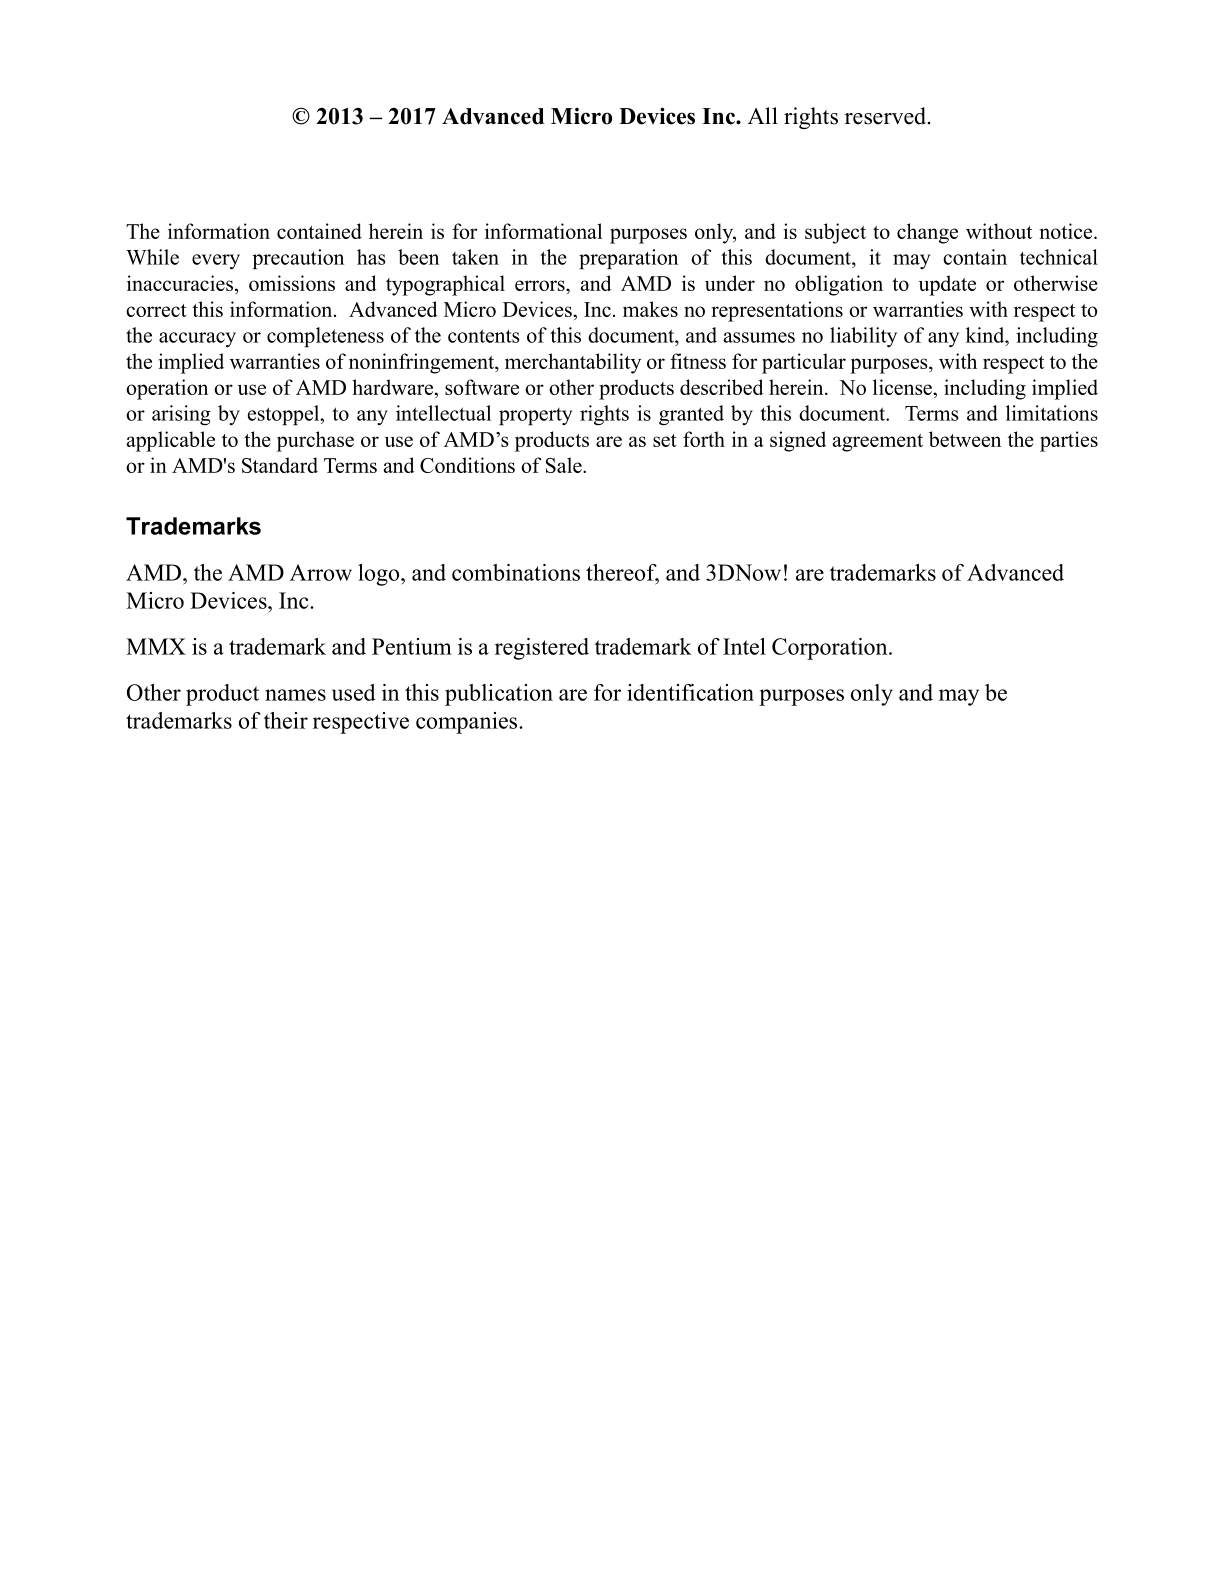 © 2013 – 2017 Advanced Micro Devices Inc. All rights reserved.
The information contained herein is for informational purposes only, and is subject to change without notice.
While every precaution has been taken in the preparation of this document, it may contain technical
inaccuracies, omissions and typographical errors, and AMD is under no obligation to update or otherwise
correct this information.  Advanced Micro Devices, Inc. makes no representations or warranties with respect to
the accuracy or completeness of the contents of this document, and assumes no liability of any kind, including
the implied warranties of noninfringement, merchantability or fitness for particular purposes, with respect to the
operation or use of AMD hardware, software or other products described herein.  No license, including implied
or arising by estoppel, to any intellectual property rights is granted by this document.  Terms and limitations
applicable to the purchase or use of AMD’s products are as set forth in a signed agreement between the parties
or in AMD's Standard Terms and Conditions of Sale.
Trademarks
AMD, the AMD Arrow logo, and combinations thereof, and 3DNow! are trademarks of Advanced
Micro Devices, Inc.
MMX is a trademark and Pentium is a registered trademark of Intel Corporation.
Other product names used in this publication are for identification purposes only and may be
trademarks of their respective companies.